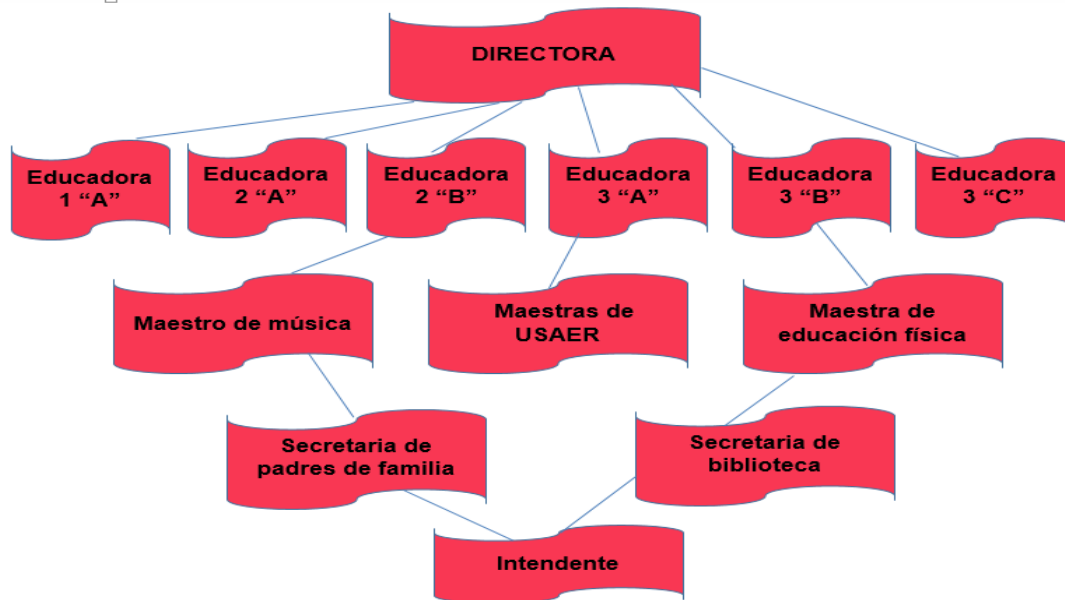 DIRECTORA
Educadora
1 “A”
Educadora
2 “A”
Educadora
2 “B”
Educadora
3 “A”
Educadora
3 “B”
Educadora
3 “C”
Maestro de música
Maestras de
USAER
Maestra de
educación física
Secretaria de
padres de familia
Secretaria de
biblioteca
Intendente